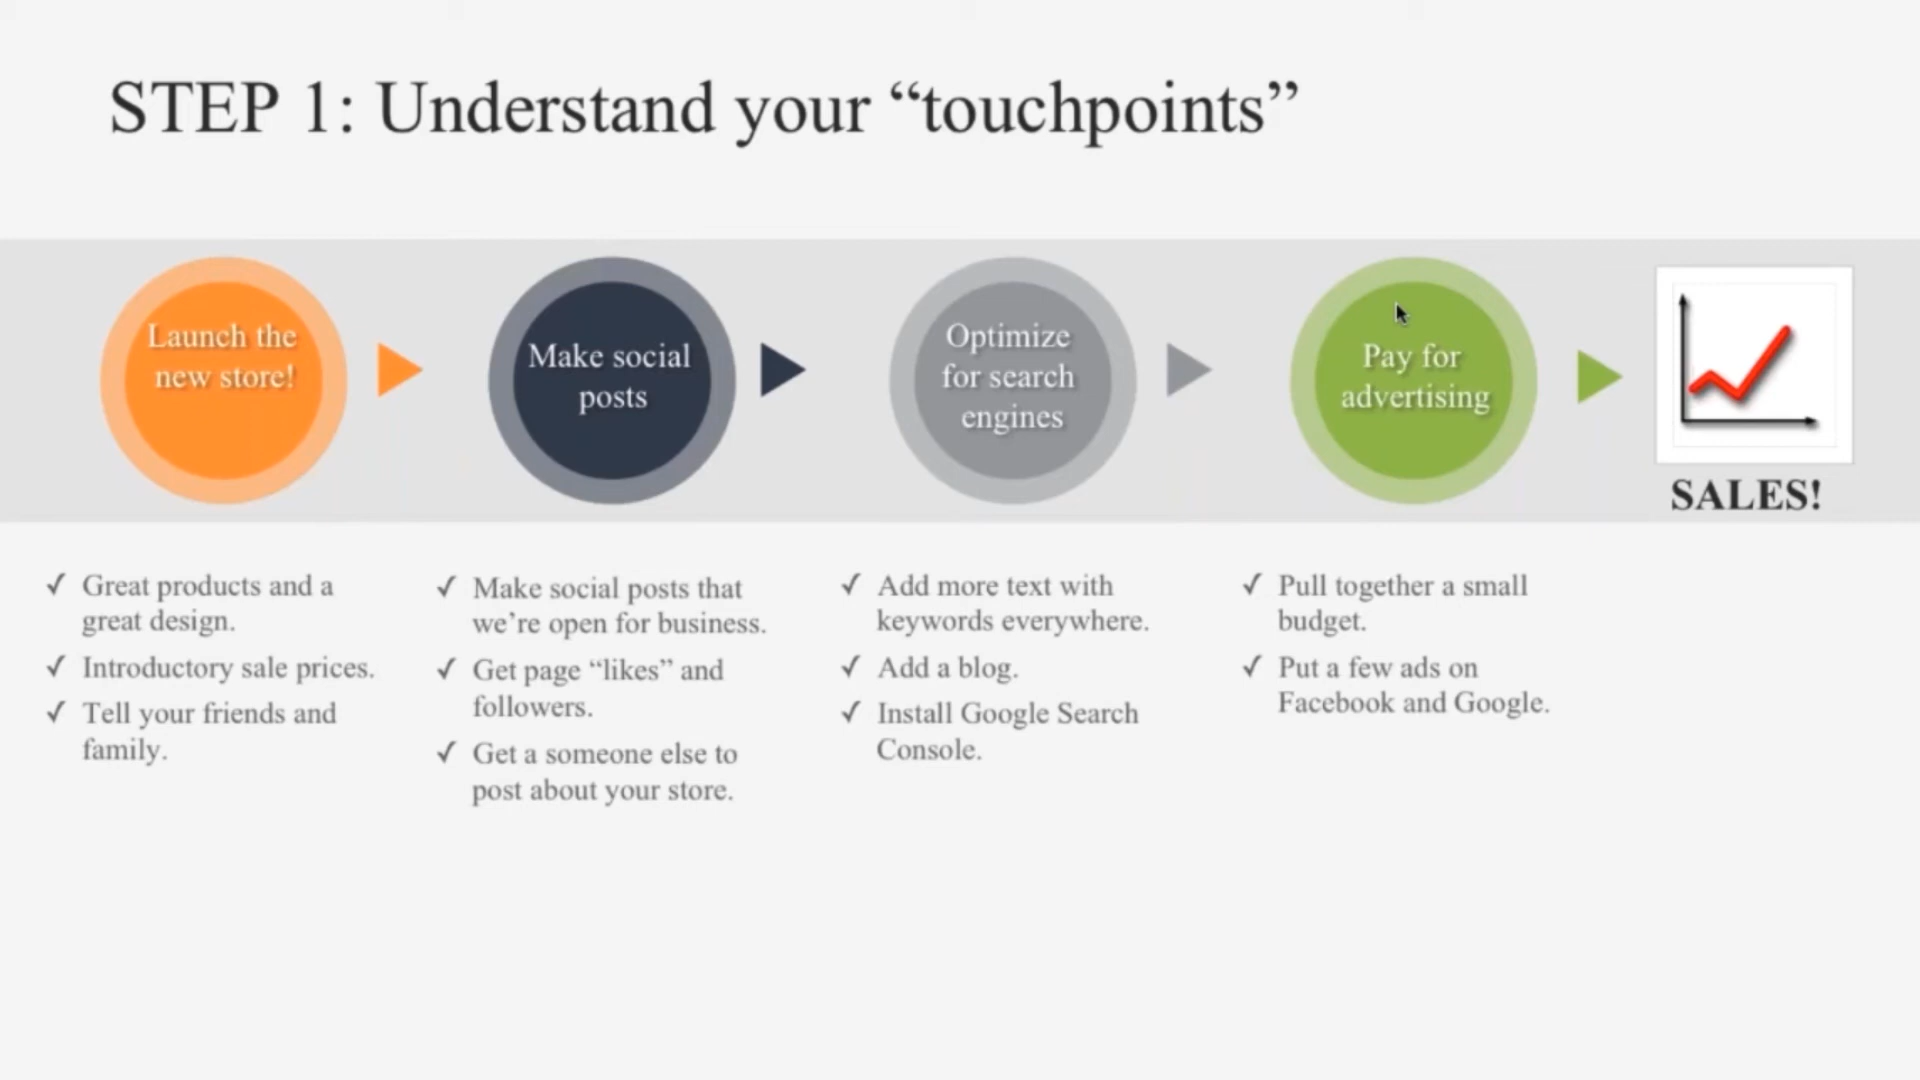 STEP 1: Understand your “touchpoints”
Launch the
new store!
Make social
posts
Optimize
for search
engines
Pay for
advertising
SALES!
✓ Great products and a
great design.
✓ Introductory sale prices.
✓ Tell your friends and
family.
✓ Make social posts that
we’re open for business.
✓ Get page “likes” and
followers.
✓ Get a someone else to
post about your store.
✓ Add more text with
keywords everywhere.
✓ Add a blog.
✓ Install Google Search
Console.
✓ Pull together a small
budget.
✓ Put a few ads on
Facebook and Google.